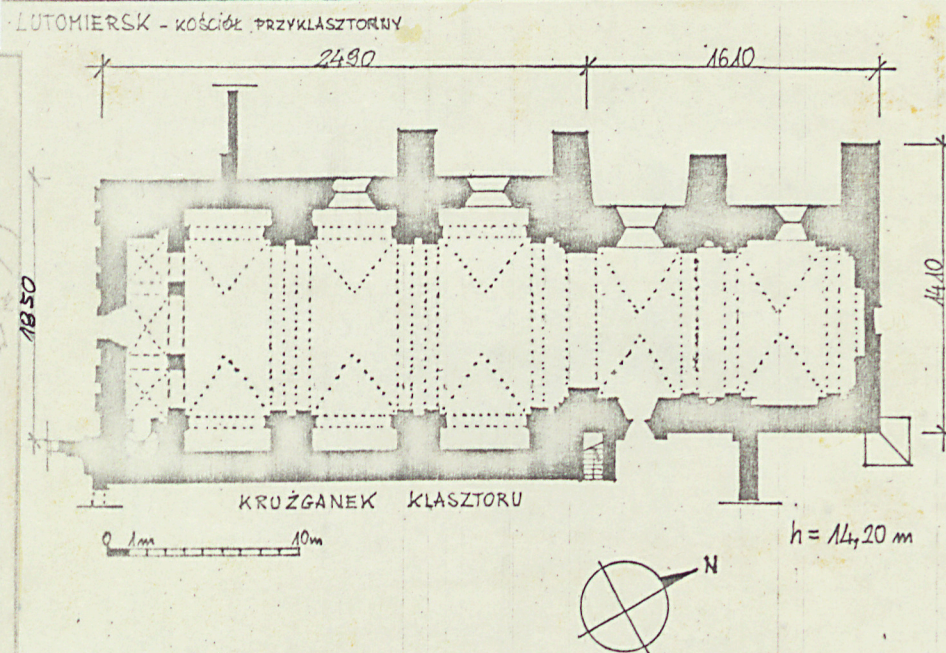 LUTOMIERSK - KOŚCIÓŁ PRZYKLASZTORNY
2490
1610
1850
1410
KRUŻGANEK KLASZTORU
0 1m 10m
h = 14,20 m
N